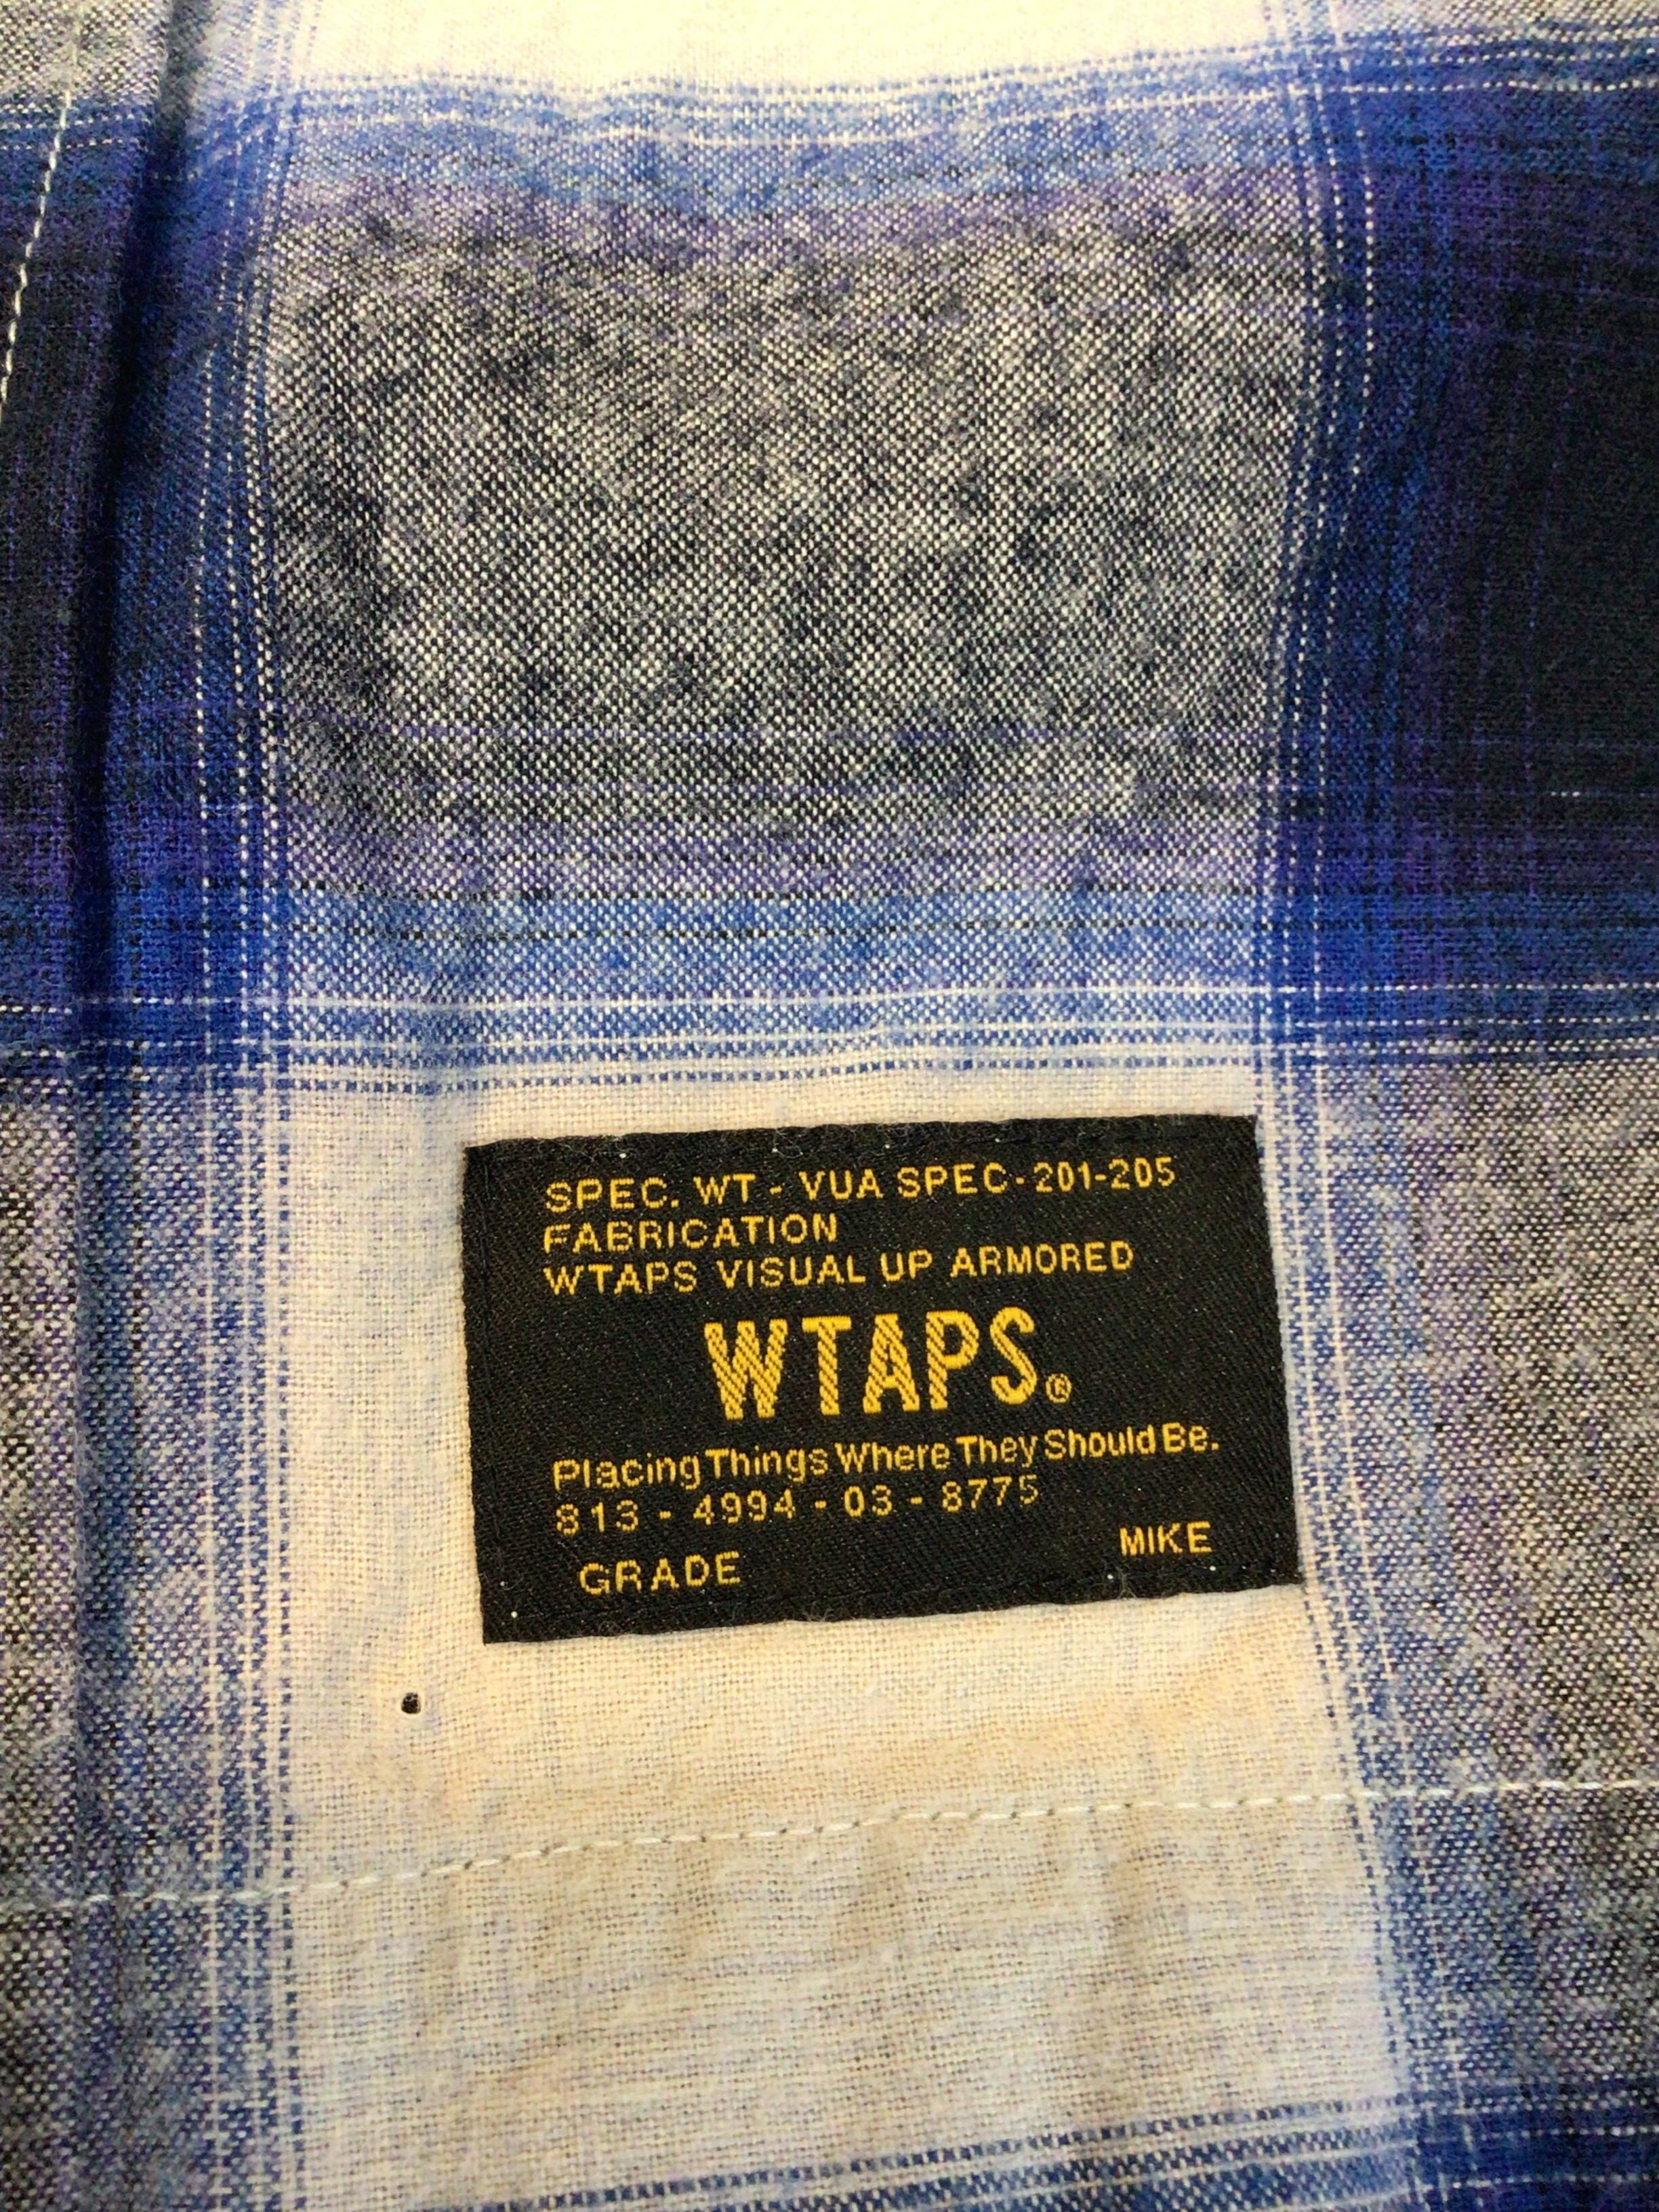 SPEC. WT - VUA SPEC-201-205
FABRICATION
WTAPS VISUAL UP ARMORED
WTAPS®
Placing Things Where They Should Be.
813 - 4994 - 03 - 8775
MIKE
GRADE